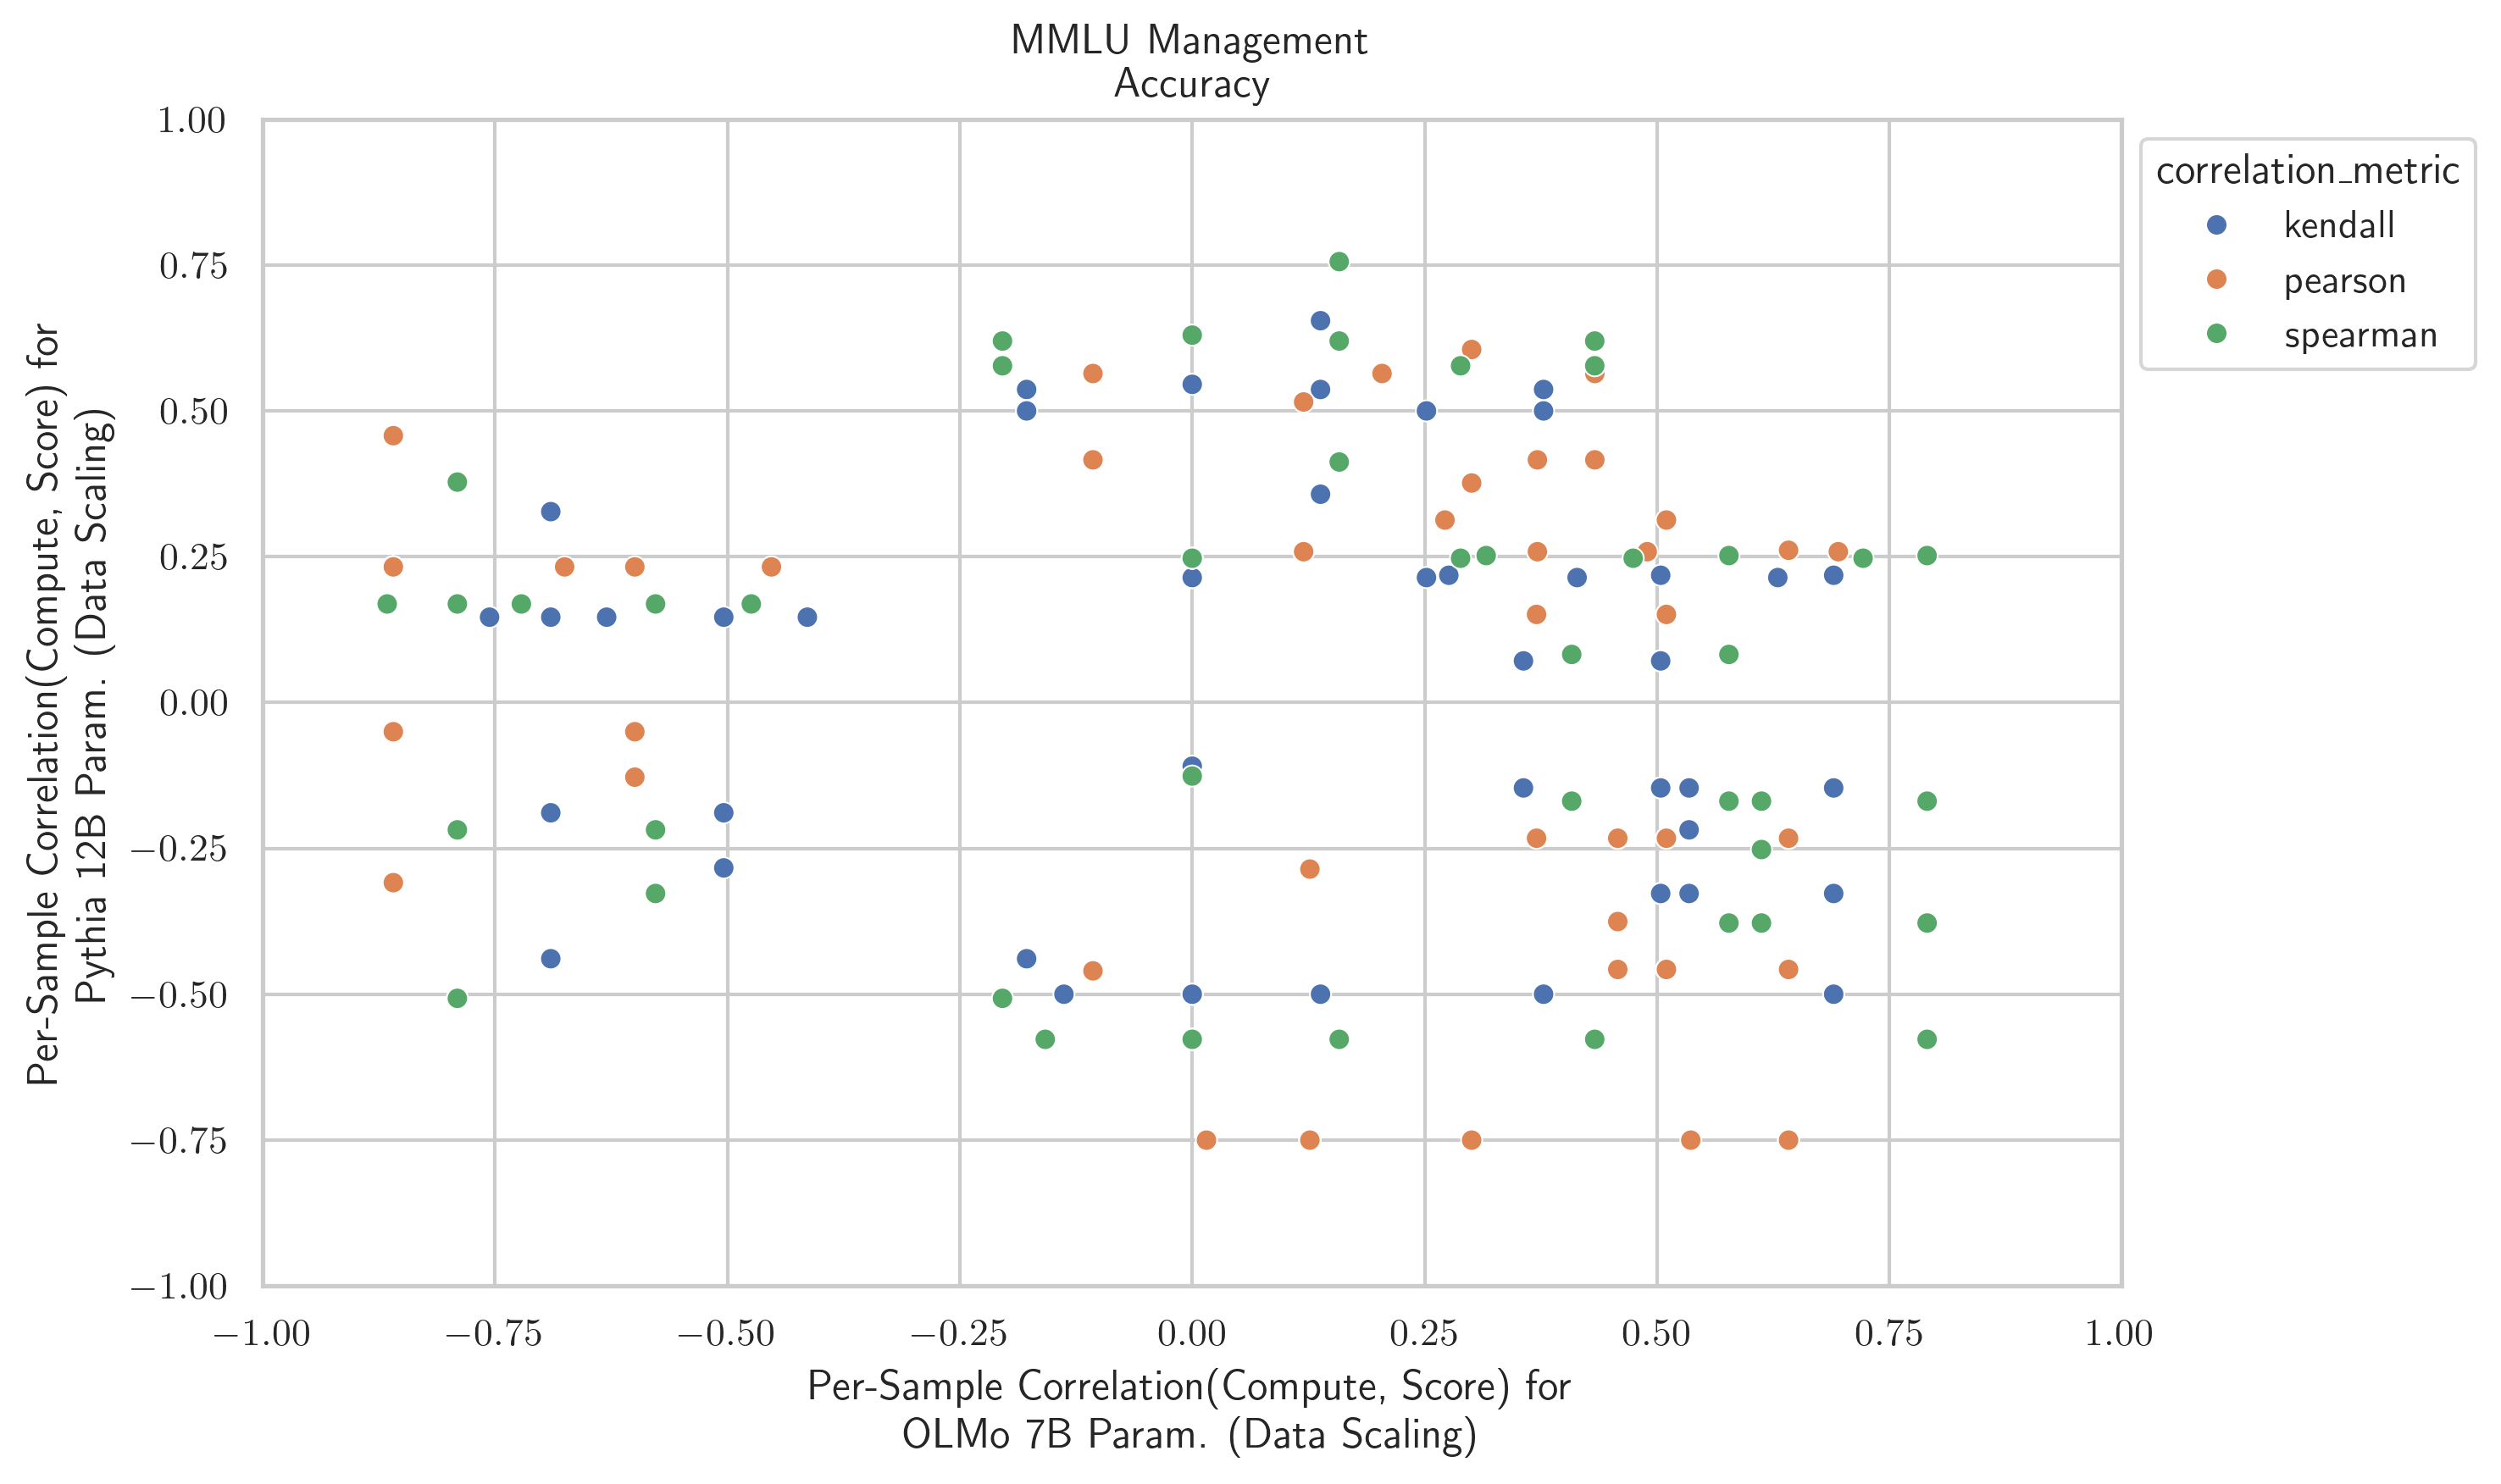 MMLU Management
Accuracy
1.00
0.75
0.50
0.25
0.00
−0.25
−0.50
−0.75
−1.00
Per-Sample Correlation(Compute, Score) for
Pythia 12B Param. (Data Scaling)
−1.00
−0.75
−0.50
−0.25
0.00
0.25
0.50
0.75
1.00
Per-Sample Correlation(Compute, Score) for
OLMo 7B Param. (Data Scaling)
correlation_metric
kendall
pearson
spearman